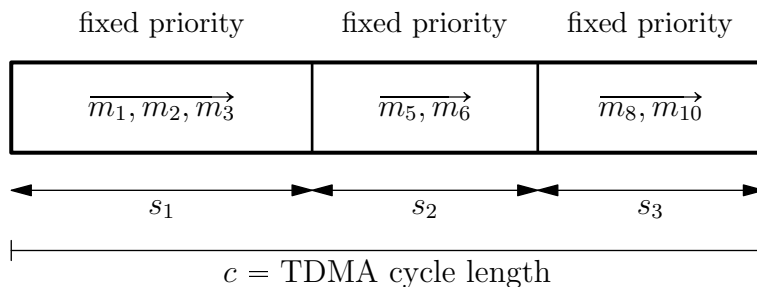 fixed priority fixed priority fixed priority
m₁, m₂, m₃ m₅, m₆ m₈, m₁₀
s₁ s₂ s₃
c = TDMA cycle length